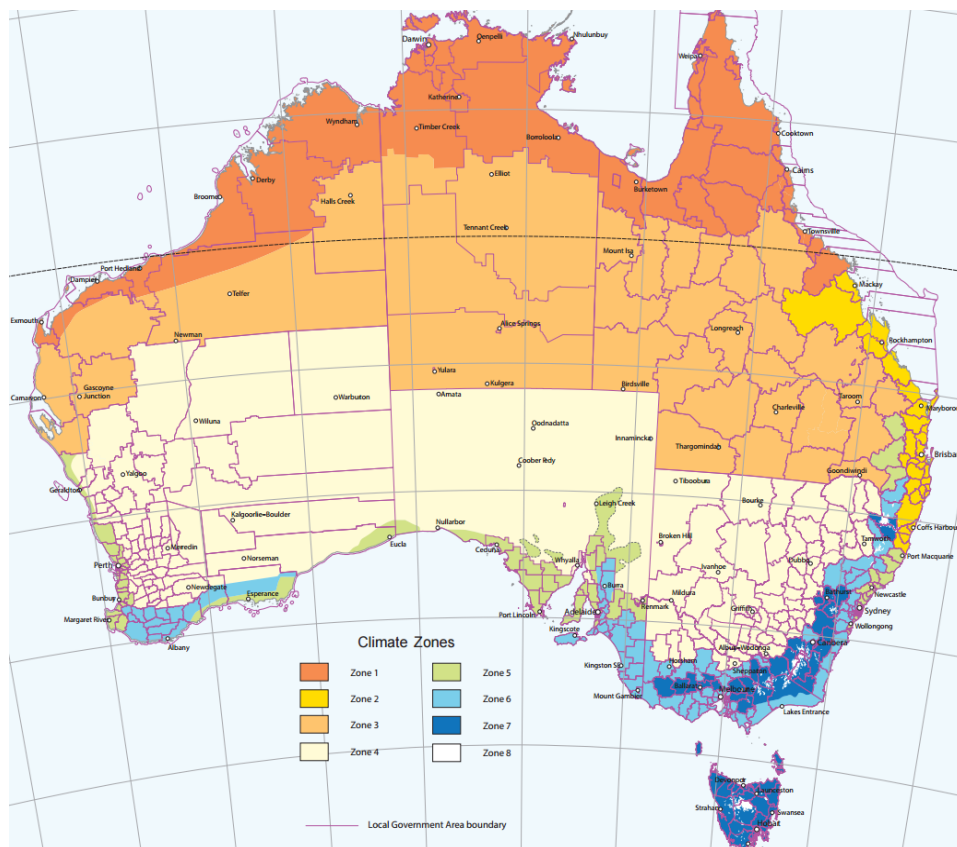 Darwin
Oenpelli
Nhulunbuy
Weipa
Katherine
Wyndham
Timber Creek
Borroloola
Cooktown
Derby
Elliot
Cairns
Broome
Halls Creek
Burketown
Tennant Creek
Townsville
Mount Isa
Port Hedland
Dampier
Telfer
Mackay
Exmouth
Newman
Alice Springs
Longreach
Rockhampton
Yulara
Kulgera
Birdsville
Carnarvon
Gascoyne
Junction
Warburton
Amata
Taroom
Maryboro
Charleville
Wiluna
Oodnadatta
Innamincka
Thargomindah
Brisba
Coober Pedy
Yalgoo
Goondiwindi
Tiboobura
Geraldton
Leigh Creek
Bourke
Kalgoorlie-Boulder
Nullarbor
Coffs Harbour
Eucla
Broken Hill
Tamworth
Merredin
Ceduna
Port Macquarie
Norseman
Whyalla
Ivanhoe
Dubbo
Perth
Newdegate
Burra
Mildura
Bathurst
Newcastle
Bunbury
Esperance
Port Lincoln
Adelaide
Renmark
Griffith
Sydney
Margaret River
Kingscote
Wollongong
Albany
Canberra
Albury-Wodonga
Climate Zones
Kingston SE
Horsham
Shepparton
Zone 1
Zone 5
Ballarat
Melbourne
Zone 2
Zone 6
Mount Gambier
Lakes Entrance
Zone 3
Zone 7
Zone 4
Zone 8
Devonport
Launceston
Strahan
Swansea
Local Government Area boundary
Hobart